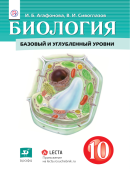 И. Б. Агафонова, В. И. Сивоглазов
БИОЛОГИЯ
БАЗОВЫЙ И УГЛУБЛЕННЫЙ УРОВНИ
LECTA
10